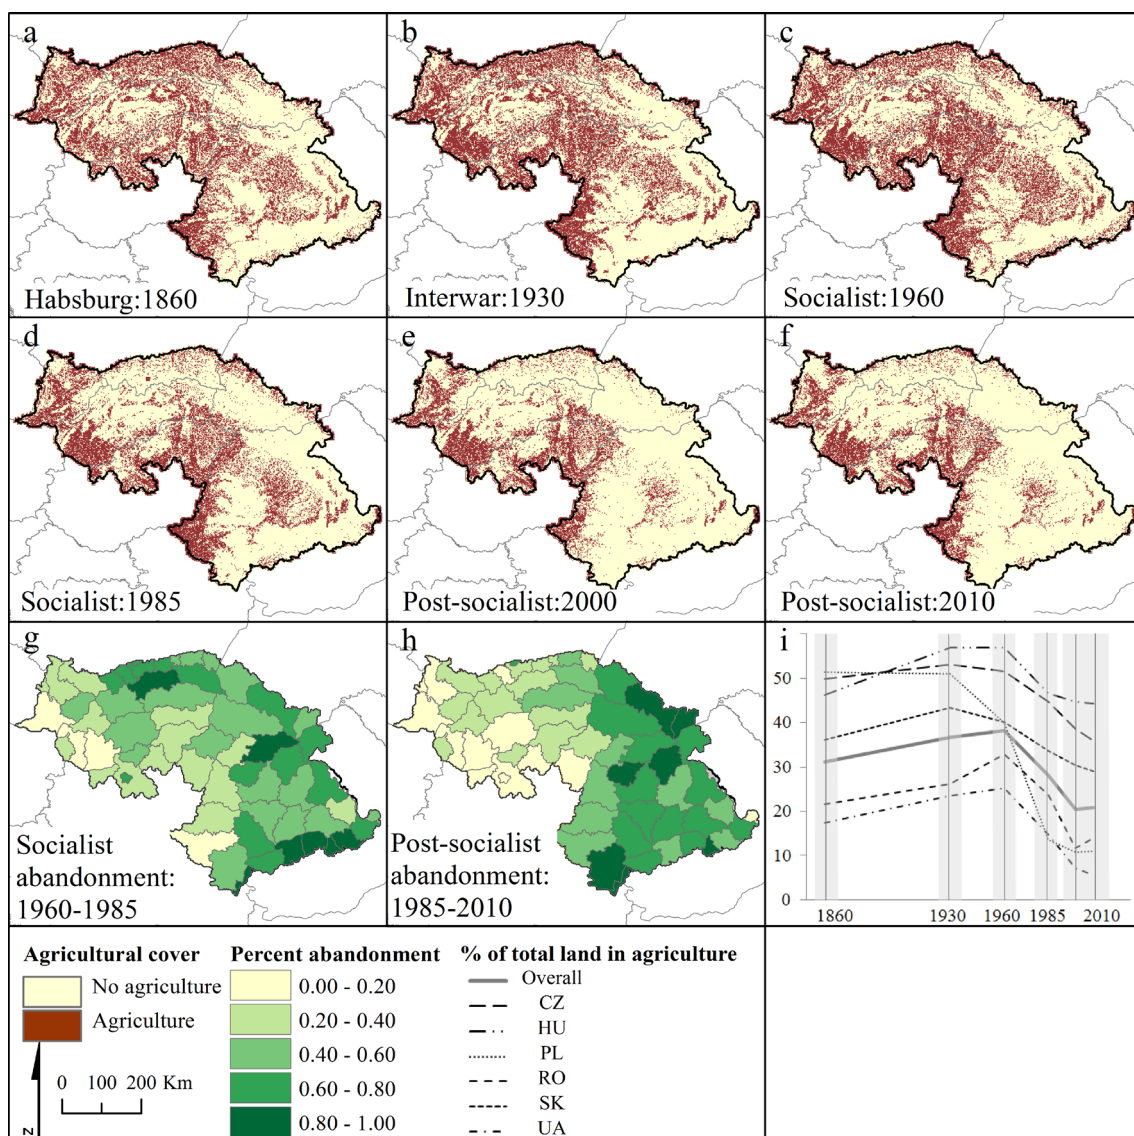 a
b
c
Habsburg:1860
Interwar:1930
Socialist:1960
d
e
f
Socialist:1985
Post-socialist:2000
Post-socialist:2010
g
Socialist
abandonment:
1960-1985
h
Post-socialist
abandonment:
1985-2010
i
50
40
30
20
10
0
1860
1930
1960
1985
2010
Agricultural cover
No agriculture
Agriculture
0 100 200 Km
N
Percent abandonment
0.00 - 0.20
0.20 - 0.40
0.40 - 0.60
0.60 - 0.80
0.80 - 1.00
% of total land in agriculture
Overall
CZ
HU
PL
RO
SK
UA